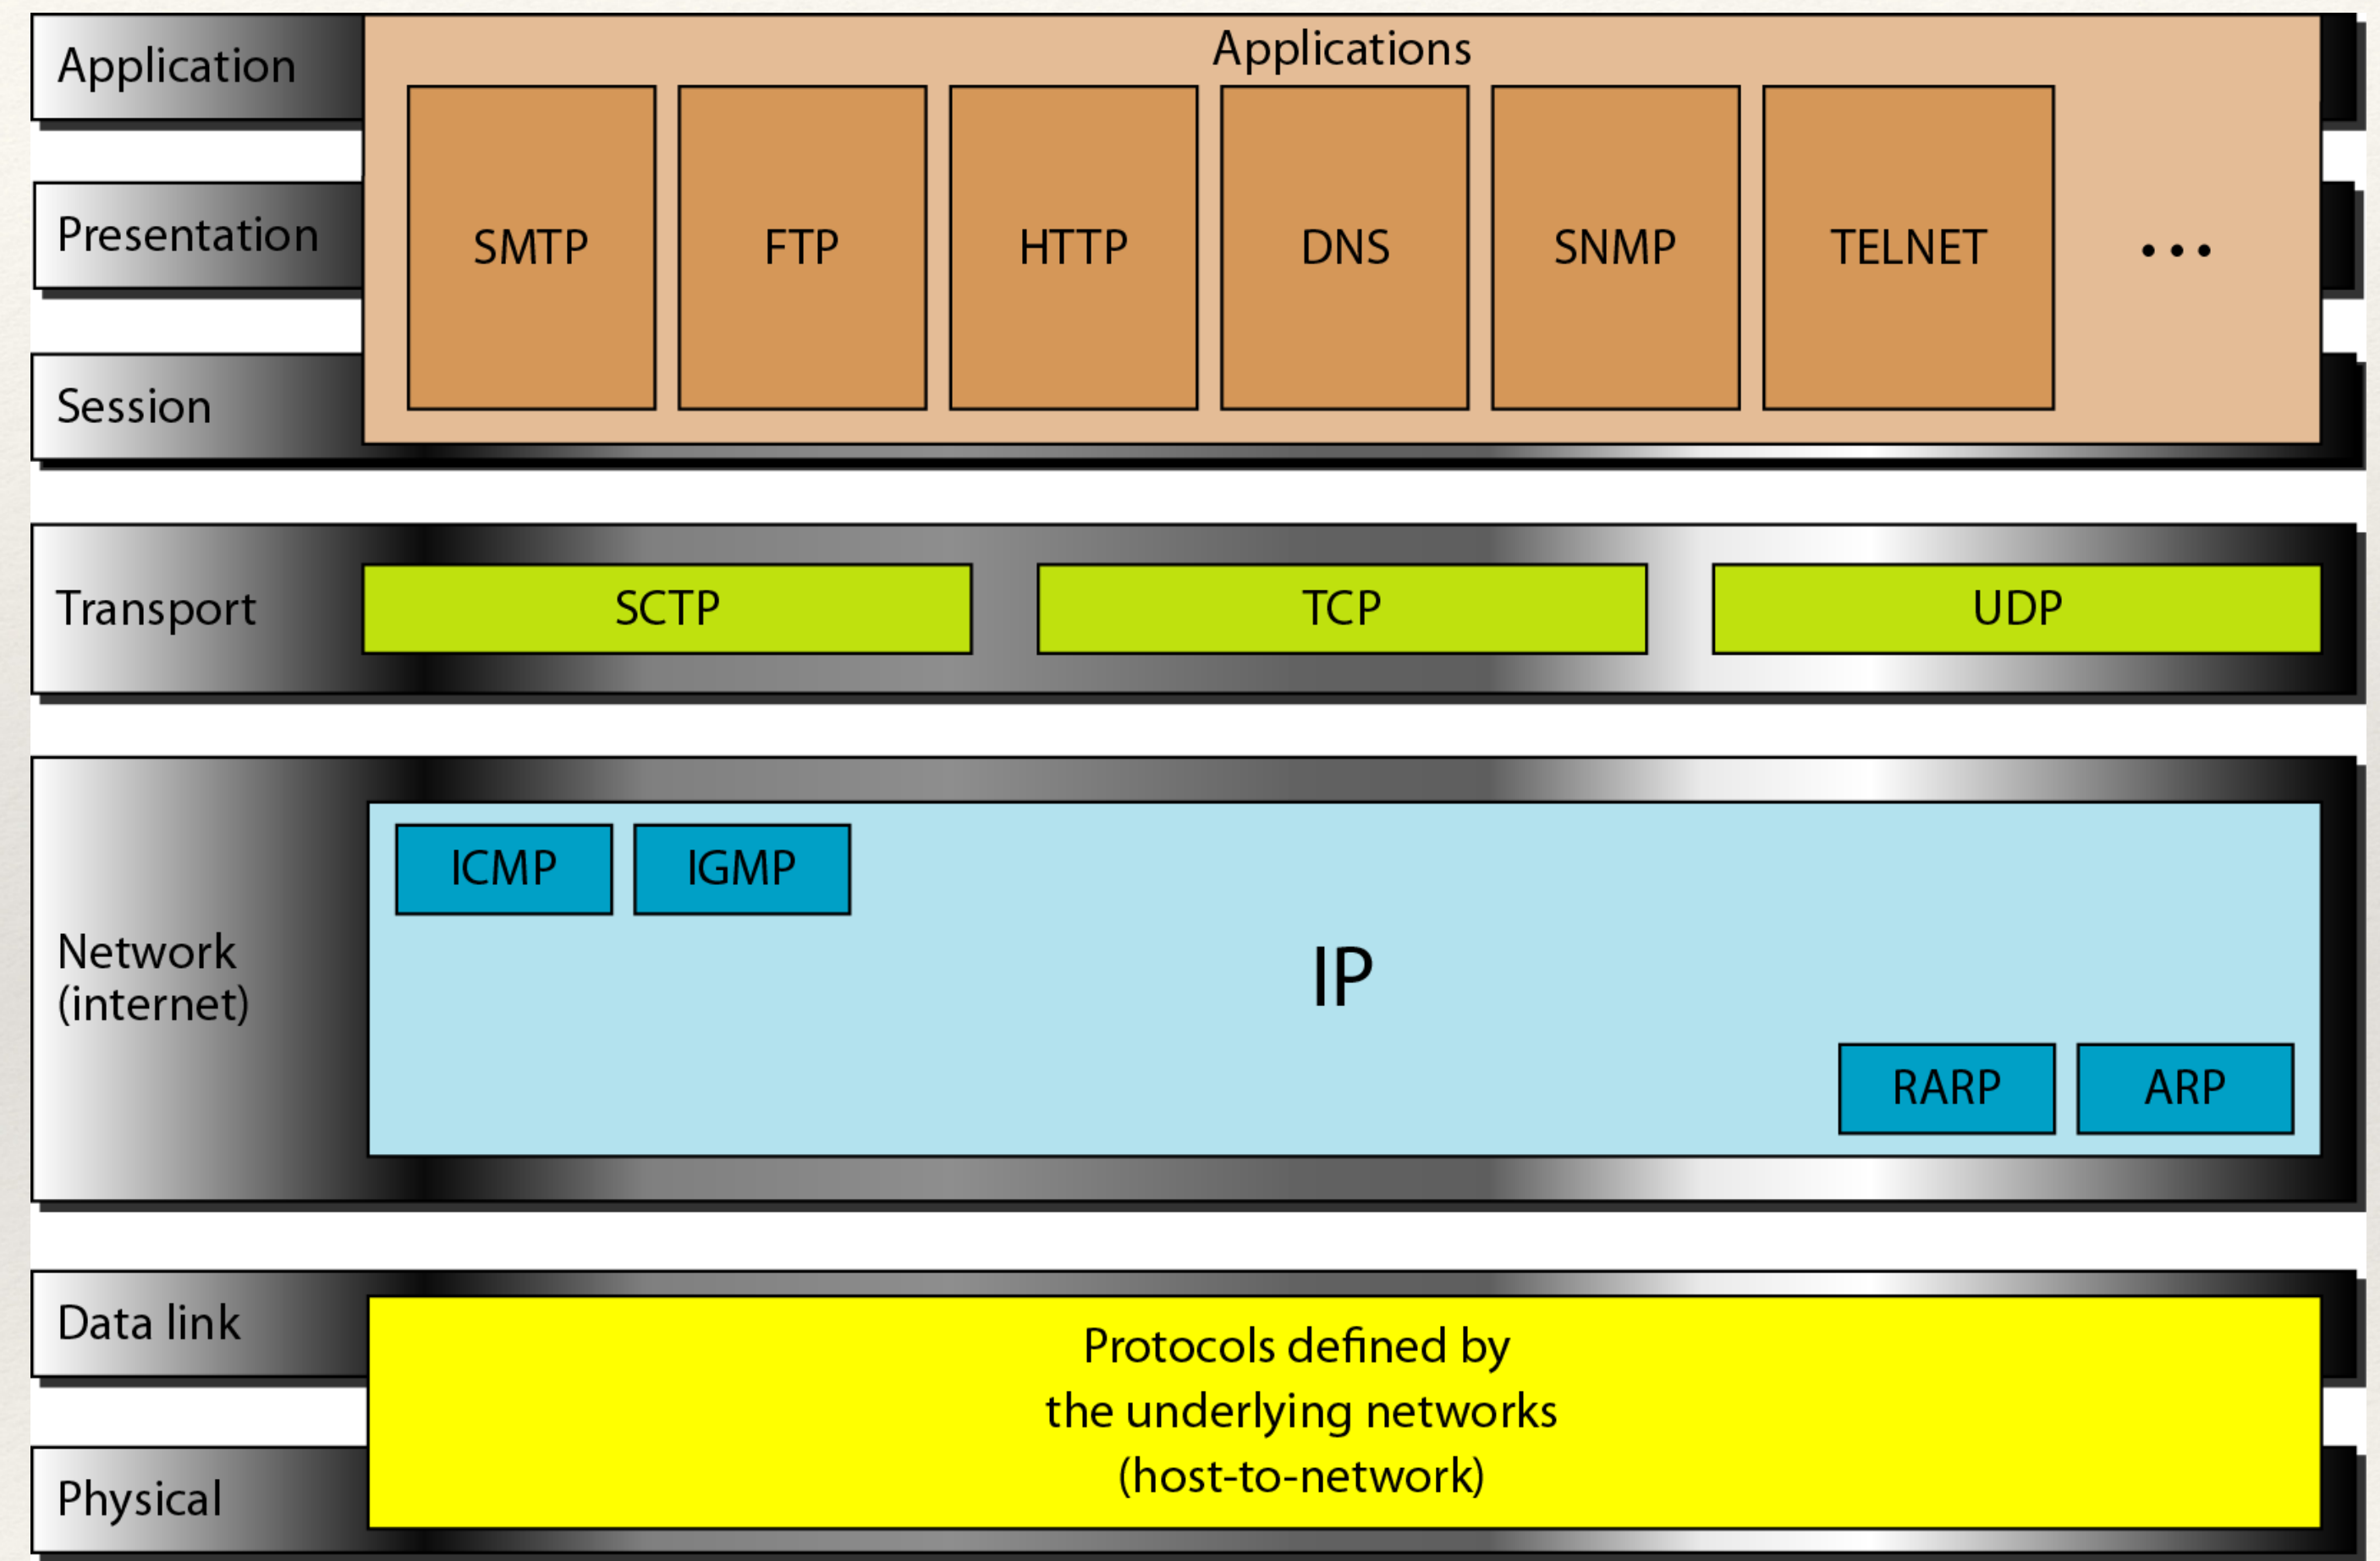 Application
Applications
SMTP
FTP
HTTP
DNS
SNMP
TELNET
...
Presentation
Session
Transport
SCTP
TCP
UDP
Network
(internet)
ICMP
IGMP
IP
RARP
ARP
Data link
Protocols defined by
the underlying networks
(host-to-network)
Physical